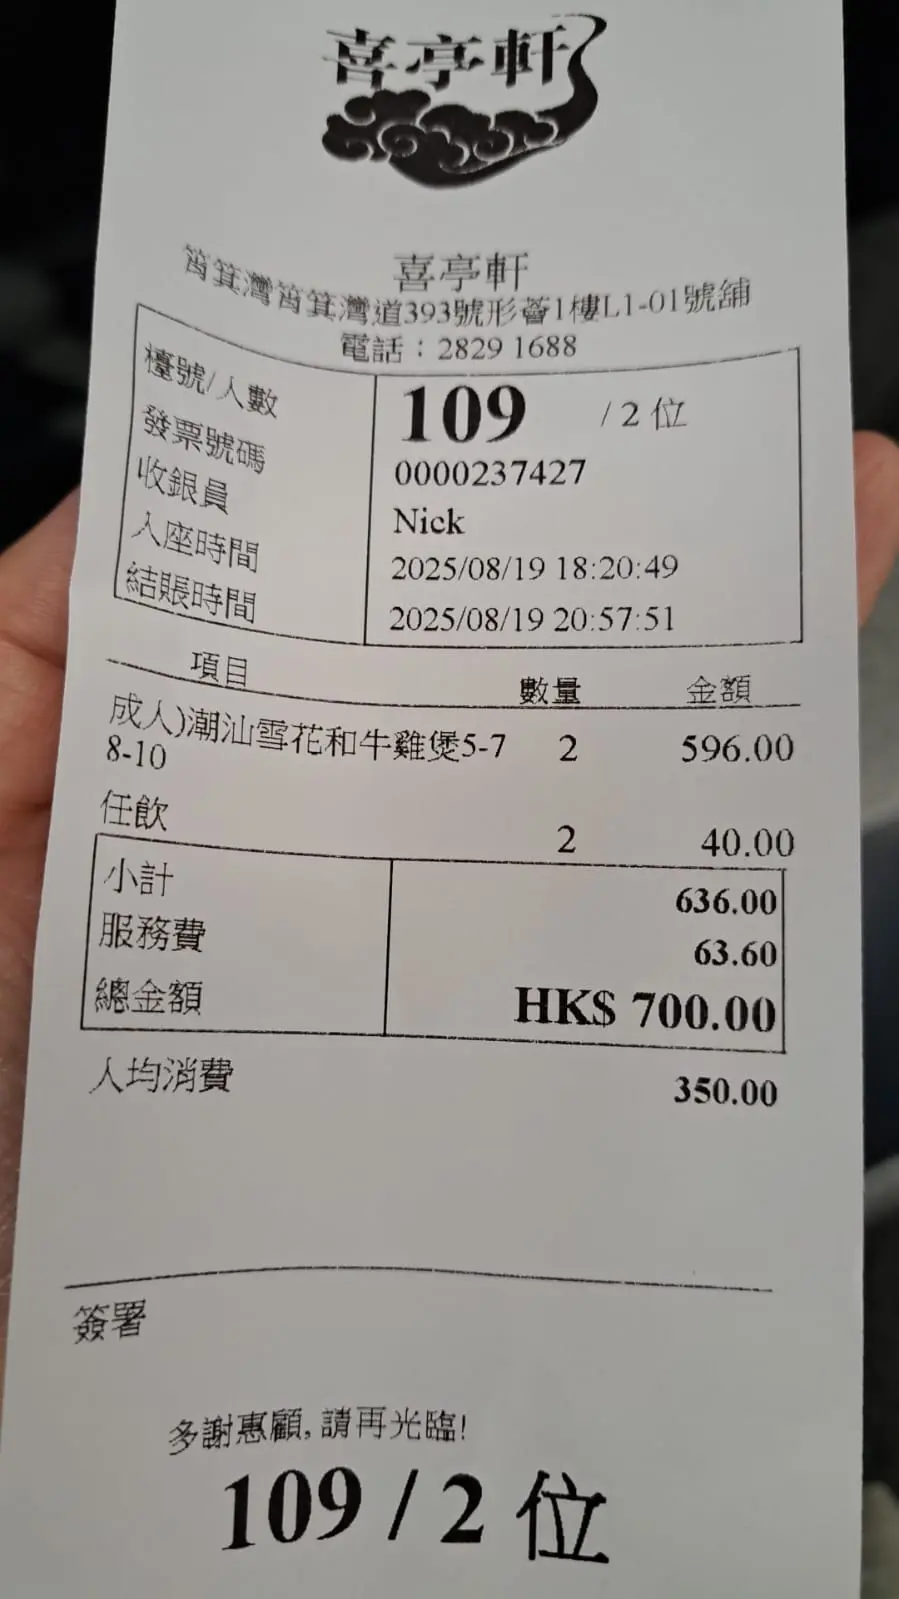 喜亭軒
喜亭軒
筲箕灣筲箕灣道393號形薈1樓L1-01號舖
電話：2829 1688
檯號/人數 109 / 2 位
發票號碼 0000237427
收銀員 Nick
入座時間 2025/08/19 18:20:49
結賬時間 2025/08/19 20:57:51
項目 數量 金額
成人)潮汕雪花和牛雞煲5-7 2 596.00
8-10
任飲 2 40.00
小計 636.00
服務費 63.60
總金額 HK$ 700.00
人均消費 350.00
簽署
多謝惠顧, 請再光臨!
109 / 2 位